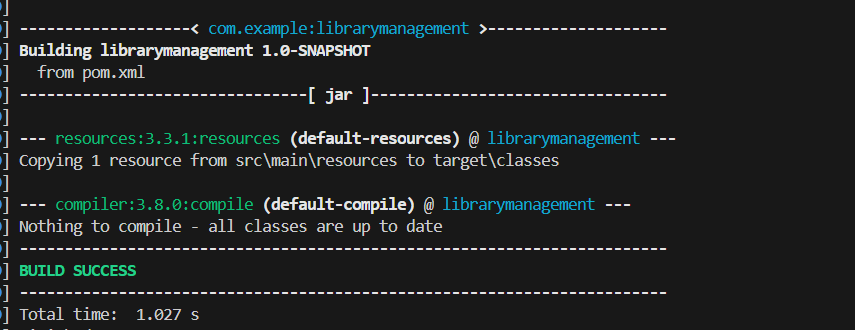 ]
] -------------------< com.example:librarymanagement >--------------------
] Building librarymanagement 1.0-SNAPSHOT
]   from pom.xml
] --------------------------------[ jar ]---------------------------------
]
] --- resources:3.3.1:resources (default-resources) @ librarymanagement ---
] Copying 1 resource from src\main\resources to target\classes
]
] --- compiler:3.8.0:compile (default-compile) @ librarymanagement ---
] Nothing to compile - all classes are up to date
] ------------------------------------------------------------------------
] BUILD SUCCESS
] ------------------------------------------------------------------------
] Total time:  1.027 s